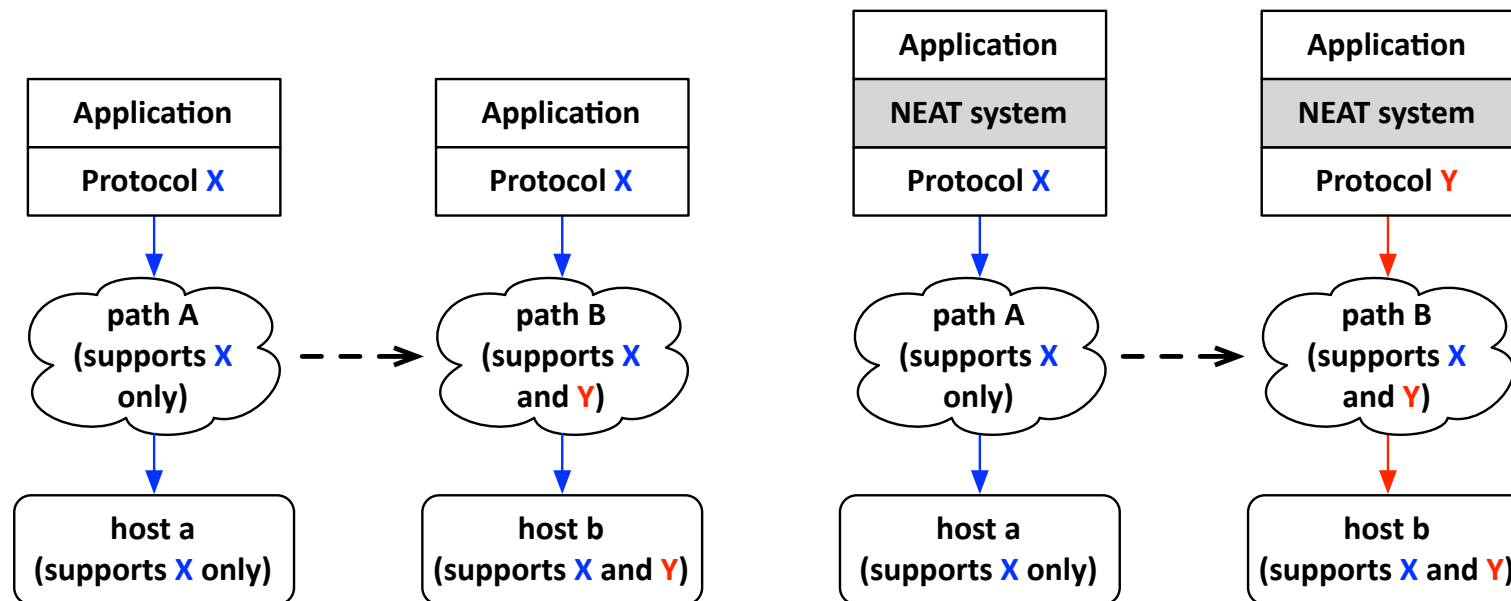 Application
Protocol X
path A
(supports X
only)
host a
(supports X only)
Application
Protocol X
path B
(supports X
and Y)
host b
(supports X and Y)
Application
NEAT system
Protocol X
path A
(supports X
only)
host a
(supports X only)
Application
NEAT system
Protocol Y
path B
(supports X
and Y)
host b
(supports X and Y)